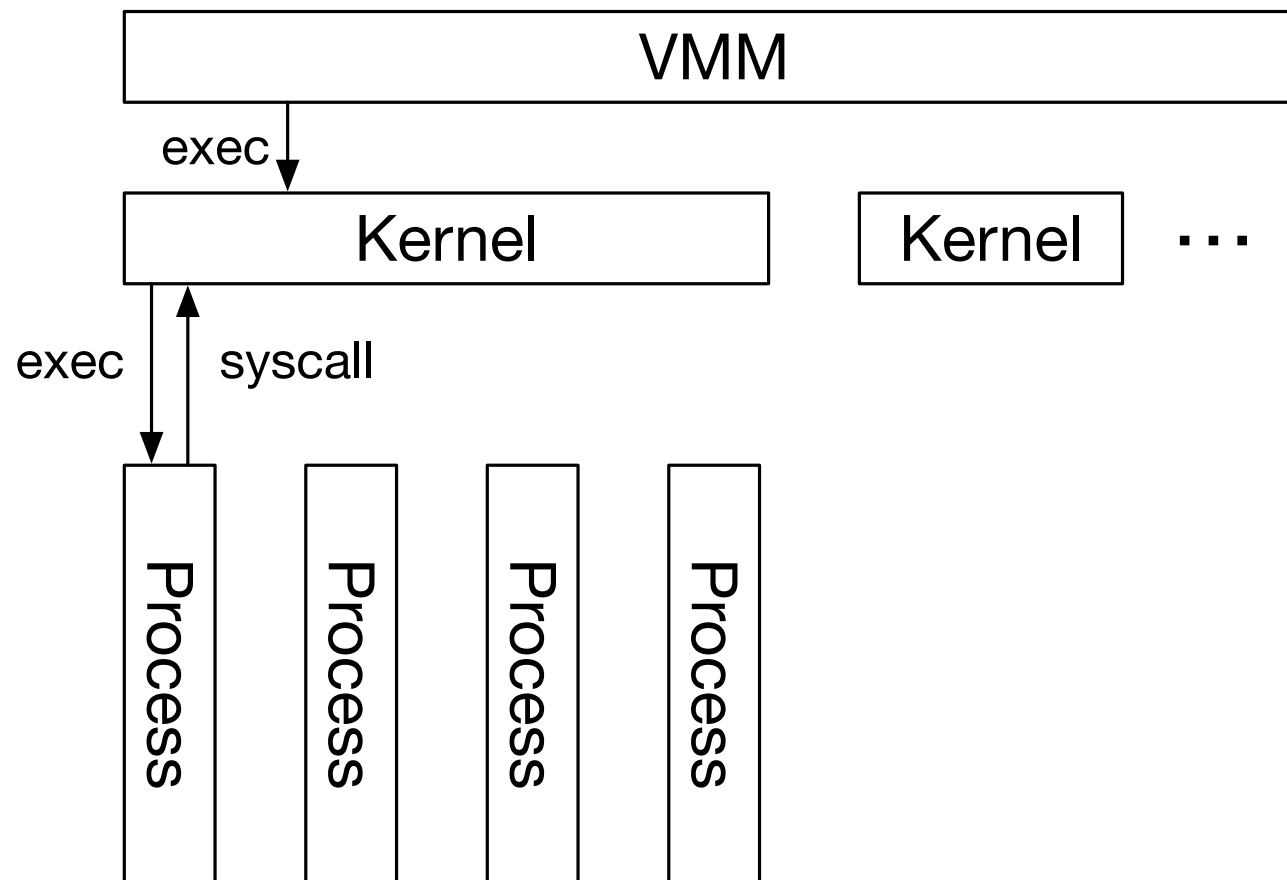 VMM
exec
Kernel
Kernel
...
exec
syscall
Process
Process
Process
Process